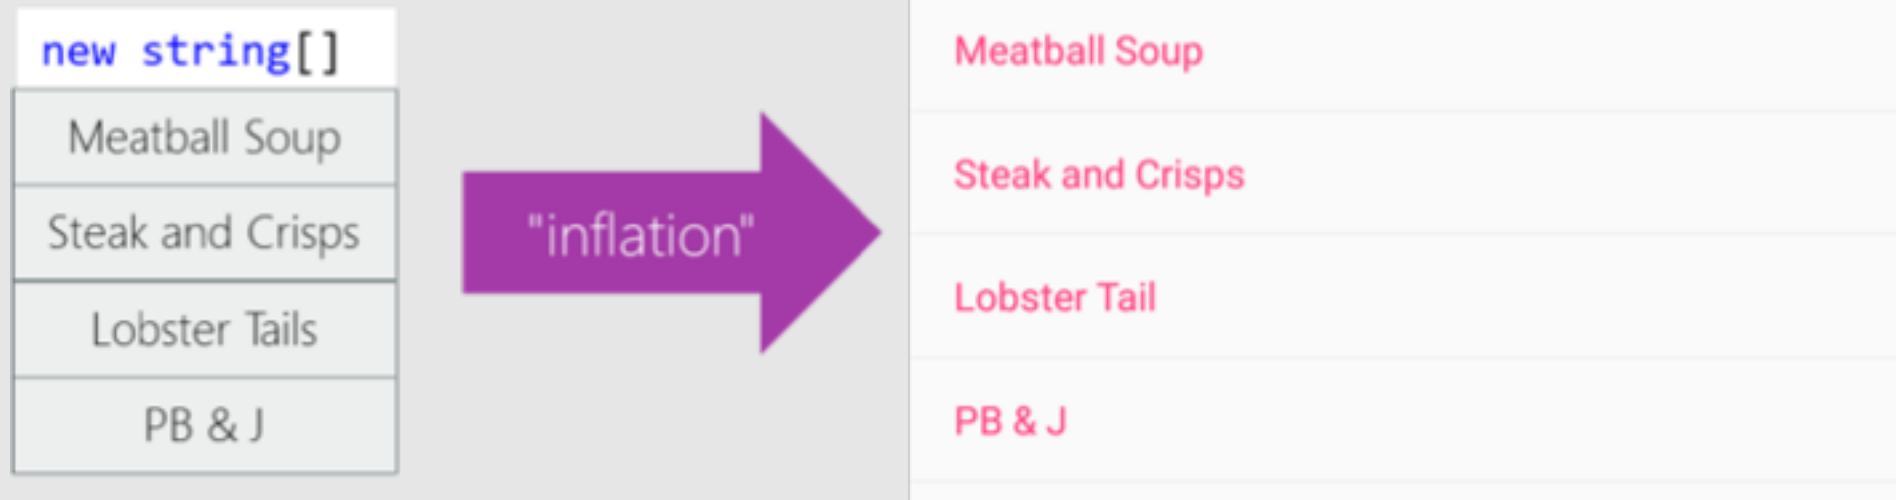 new string[]
Meatball Soup
Steak and Crisps
Lobster Tails
PB & J
"inflation"
Meatball Soup
Steak and Crisps
Lobster Tail
PB & J